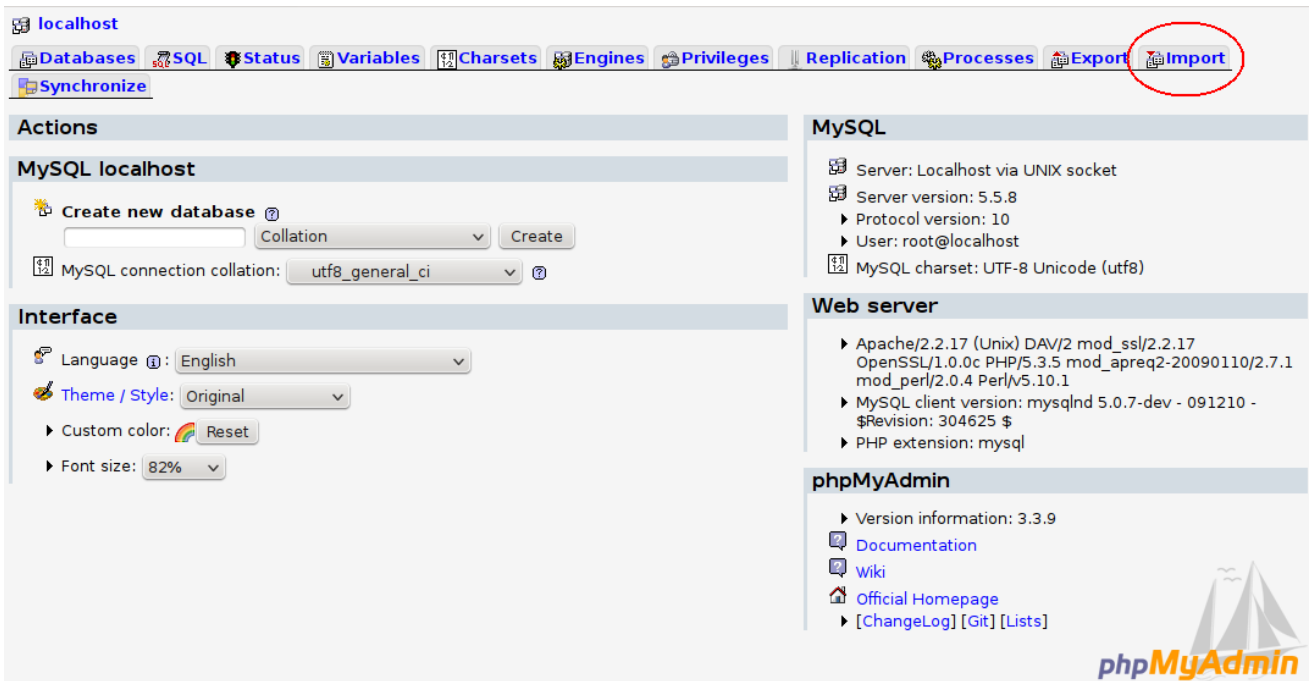 localhost
Databases SQL Status Variables Charsets Engines Privileges Replication Processes Export Import
Synchronize
Actions
MySQL localhost
Create new database
Collation Create
MySQL connection collation: utf8_general_ci
Interface
Language : English
Theme / Style: Original
Custom color: Reset
Font size: 82%
MySQL
Server: Localhost via UNIX socket
Server version: 5.5.8
Protocol version: 10
User: root@localhost
MySQL charset: UTF-8 Unicode (utf8)
Web server
Apache/2.2.17 (Unix) DAV/2 mod_ssl/2.2.17
OpenSSL/1.0.0c PHP/5.3.5 mod_apreq2-20090110/2.7.1
mod_perl/2.0.4 Perl/v5.10.1
MySQL client version: mysqlnd 5.0.7-dev - 091210 -
$Revision: 304625 $
PHP extension: mysql
phpMyAdmin
Version information: 3.3.9
Documentation
Wiki
Official Homepage
[ChangeLog] [Git] [Lists]
phpMyAdmin